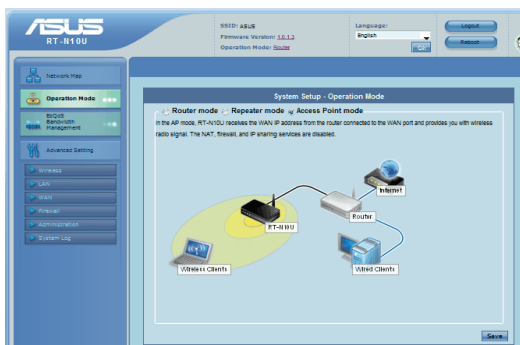 ASUS
RT-N10U
SSID: ASUS
Firmware Version: 1.0.1.3
Operation Mode: Router
Language:
English
OK
Logout
Reboot
Network Map
Operation Mode
EzQoS
Bandwidth
Management
Advanced Setting
Wireless
LAN
WAN
Firewall
Administration
System Log
System Setup - Operation Mode
Router mode Repeater mode Access Point mode
In the AP mode, RT-N10U receives the WAN IP address from the router connected to the WAN port and provides you with wireless
radio signal. The NAT, firewall, and IP sharing services are disabled.
Internet
Router
RT-N10U
Wireless Clients
Wired Clients
Save